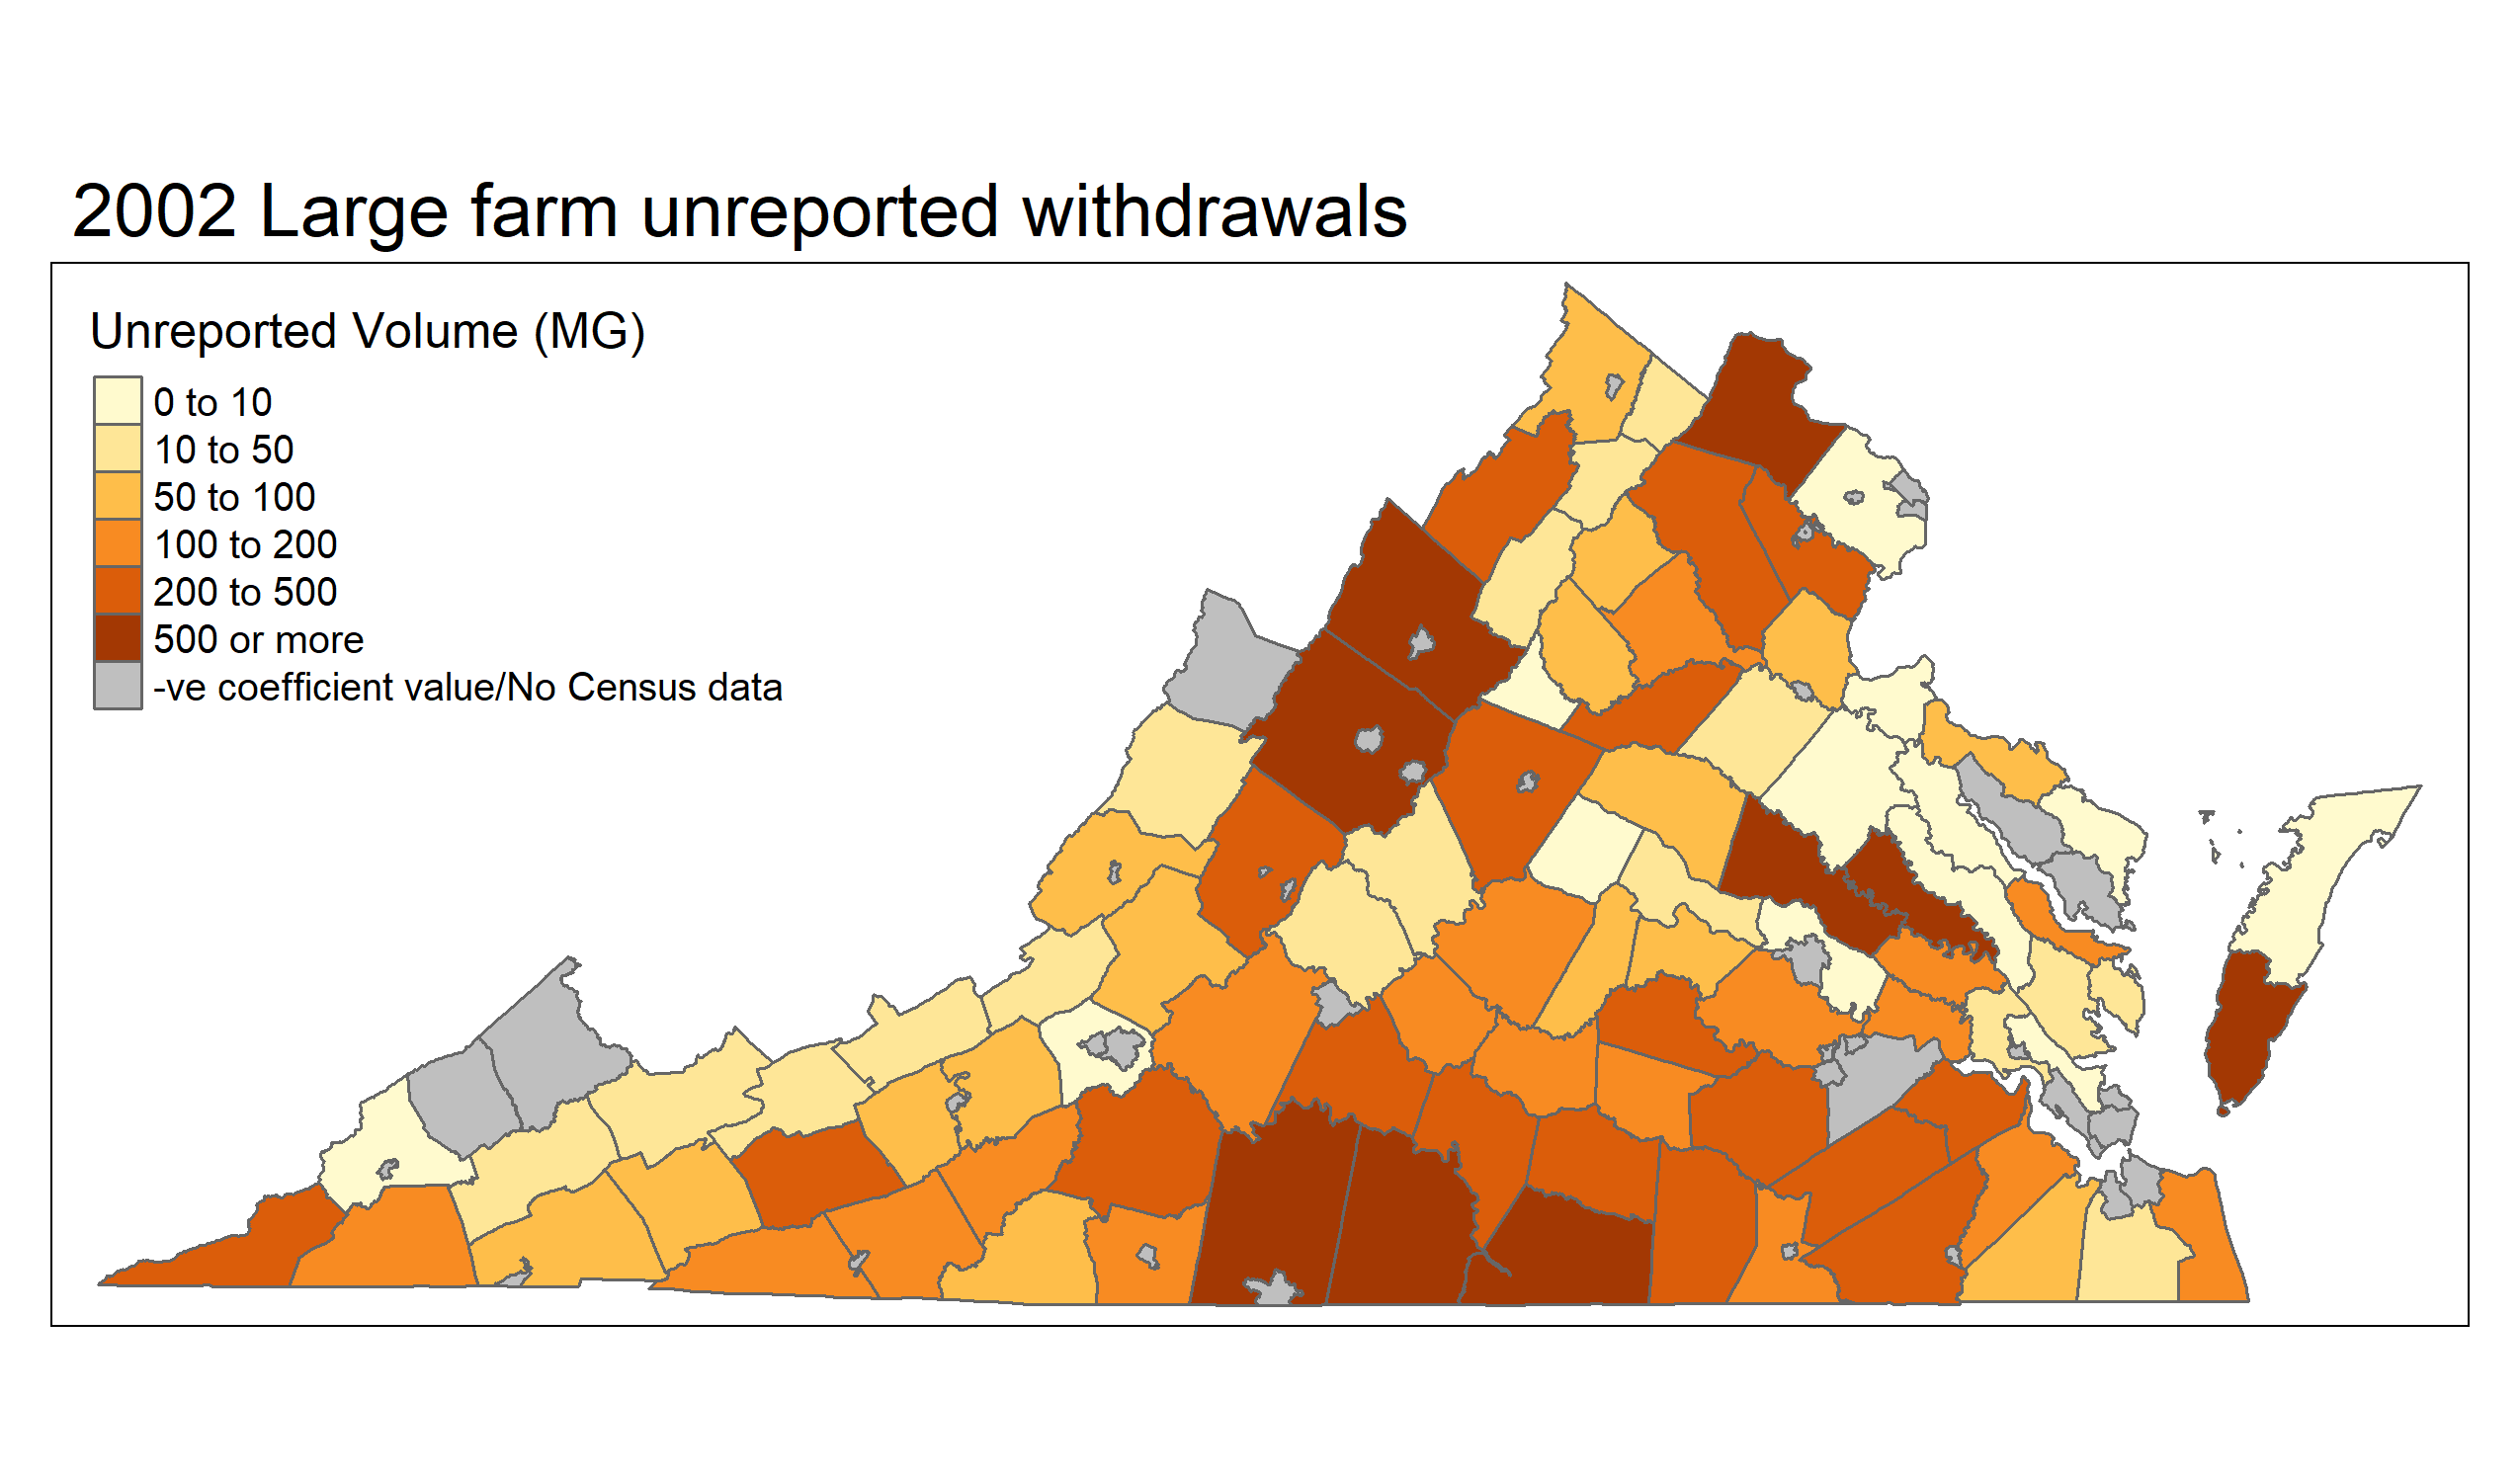 2002 Large farm unreported withdrawals
Unreported Volume (MG)
0 to 10
10 to 50
50 to 100
100 to 200
200 to 500
500 or more
-ve coefficient value/No Census data